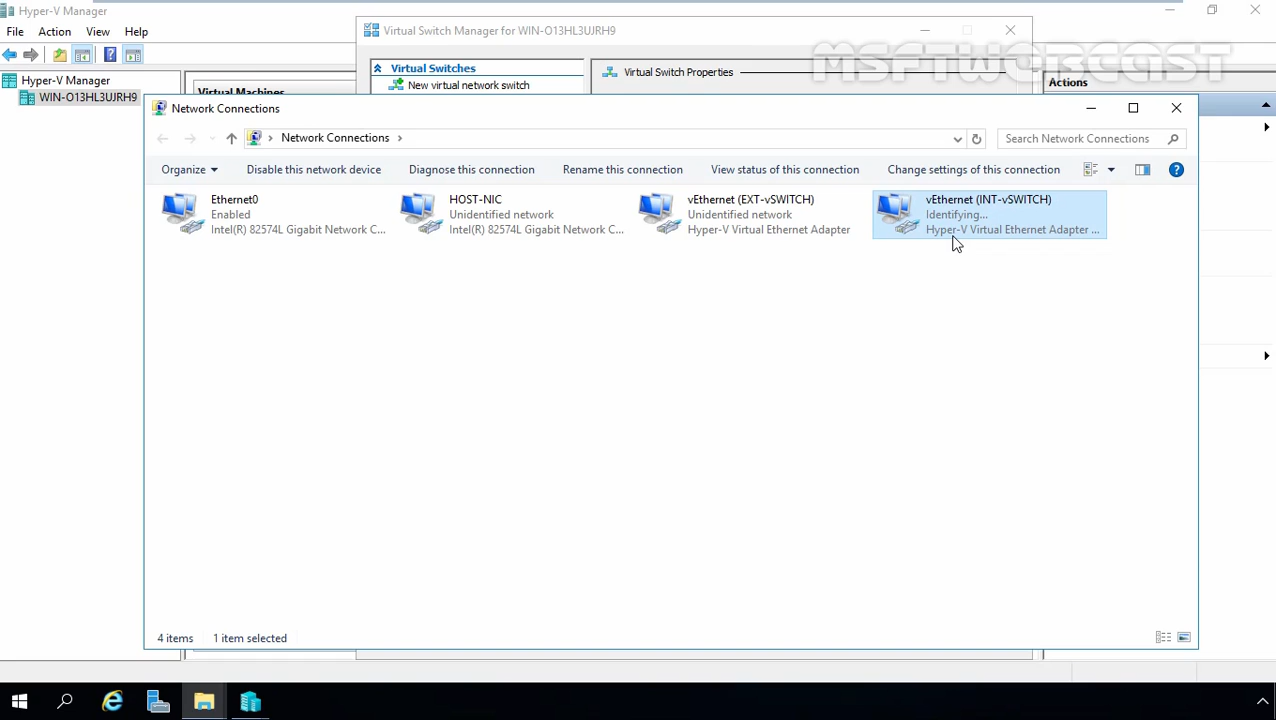 Hyper-V Manager
File Action View Help
Virtual Switch Manager for WIN-O13HL3UJRH9
MSFTWEBCAST
Hyper-V Manager
WIN-O13HL3UJRH9
Virtual Machines
Virtual Switches
New virtual network switch
Virtual Switch Properties
Actions
Network Connections
Network Connections
Search Network Connections
Organize
Disable this network device
Diagnose this connection
Rename this connection
View status of this connection
Change settings of this connection
Ethernet0
Enabled
Intel(R) 82574L Gigabit Network C...
HOST-NIC
Unidentified network
Intel(R) 82574L Gigabit Network C...
vEthernet (EXT-vSWITCH)
Unidentified network
Hyper-V Virtual Ethernet Adapter
vEthernet (INT-vSWITCH)
Identifying...
Hyper-V Virtual Ethernet Adapter ...
4 items 1 item selected